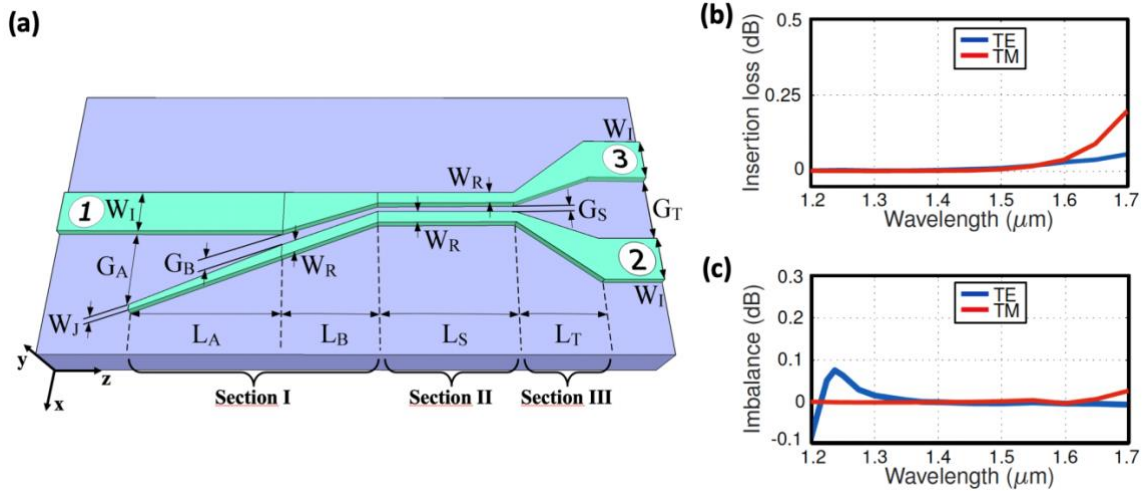 (a)
1
W_I
G_A
G_B
W_R
W_J
W_R
W_R
G_S
W_I
3
G_T
2
W_I
L_A
L_B
L_S
L_T
y
z
x
Section I
Section II
Section III
(b)
Insertion loss (dB)
0.5
0.25
0
TE
TM
1.2 1.3 1.4 1.5 1.6 1.7
Wavelength (μm)
(c)
Imbalance (dB)
0.3
0.2
0.1
0
-0.1
TE
TM
1.2 1.3 1.4 1.5 1.6 1.7
Wavelength (μm)